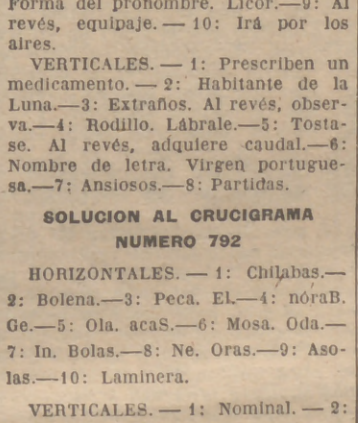 Forma del pronombre. Licor.—9: Al
revés, equipaje. — 10: Irá por los
aires.
VERTICALES. — 1: Prescriben un
medicamento. — 2: Habitante de la
Luna.—3: Extraños. Al revés, obser-
va.—4: Rodillo. Lábrale.—5: Tosta-
se. Al revés, adquiere caudal.—6:
Nombre de letra. Virgen portugue-
sa.—7: Ansiosos.—8: Partidas.
SOLUCION AL CRUCIGRAMA
NUMERO 792
HORIZONTALES. — 1: Chilabas.—
2: Bolena.—3: Peca. El.—4: nóraB.
Ge.—5: Ola. acaS.—6: Mosa. Oda.—
7: In. Bolas.—8: Ne. Oras.—9: Aso-
las.—10: Laminera.
VERTICALES. — 1: Nominal. — 2: